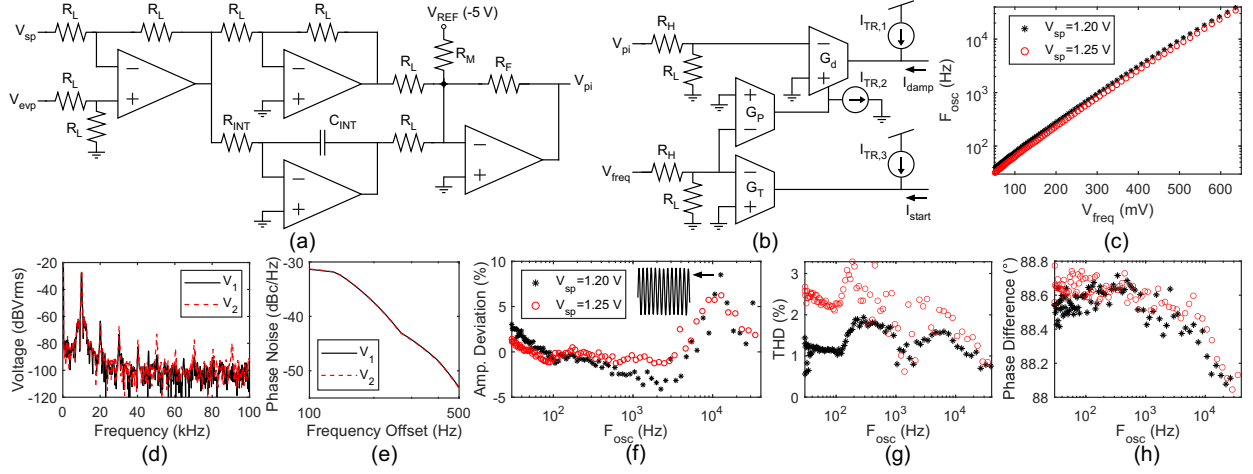 R_L R_L R_L R_L
V_sp
V_REF (-5 V)
R_M
R_F
V_evp
R_L
R_L
R_L
V_pi
R_INT
C_INT
R_L
(a)
V_pi
R_H
R_L
G_d
I_TR,1
I_damp
I_TR,2
G_P
I_TR,3
V_freq
R_H
R_L
G_T
I_start
(b)
F_osc (Hz)
10^4
10^3
10^2
V_sp=1.20 V
V_sp=1.25 V
100 200 300 400 500 600
V_freq (mV)
(c)
Voltage (dBVrms)
-20
-40
-60
-80
-100
-120
V_1
V_2
0 20 40 60 80 100
Frequency (kHz)
(d)
Phase Noise (dBc/Hz)
-30
-40
-50
V_1
V_2
100 500
Frequency Offset (Hz)
(e)
Amp. Deviation (%)
10
5
0
-5
V_sp=1.20 V
V_sp=1.25 V
10^2 10^3 10^4
F_osc (Hz)
(f)
THD (%)
3
2
1
0
10^2 10^3 10^4
F_osc (Hz)
(g)
Phase Difference (°)
88.8
88.6
88.4
88.2
88
10^2 10^3 10^4
F_osc (Hz)
(h)